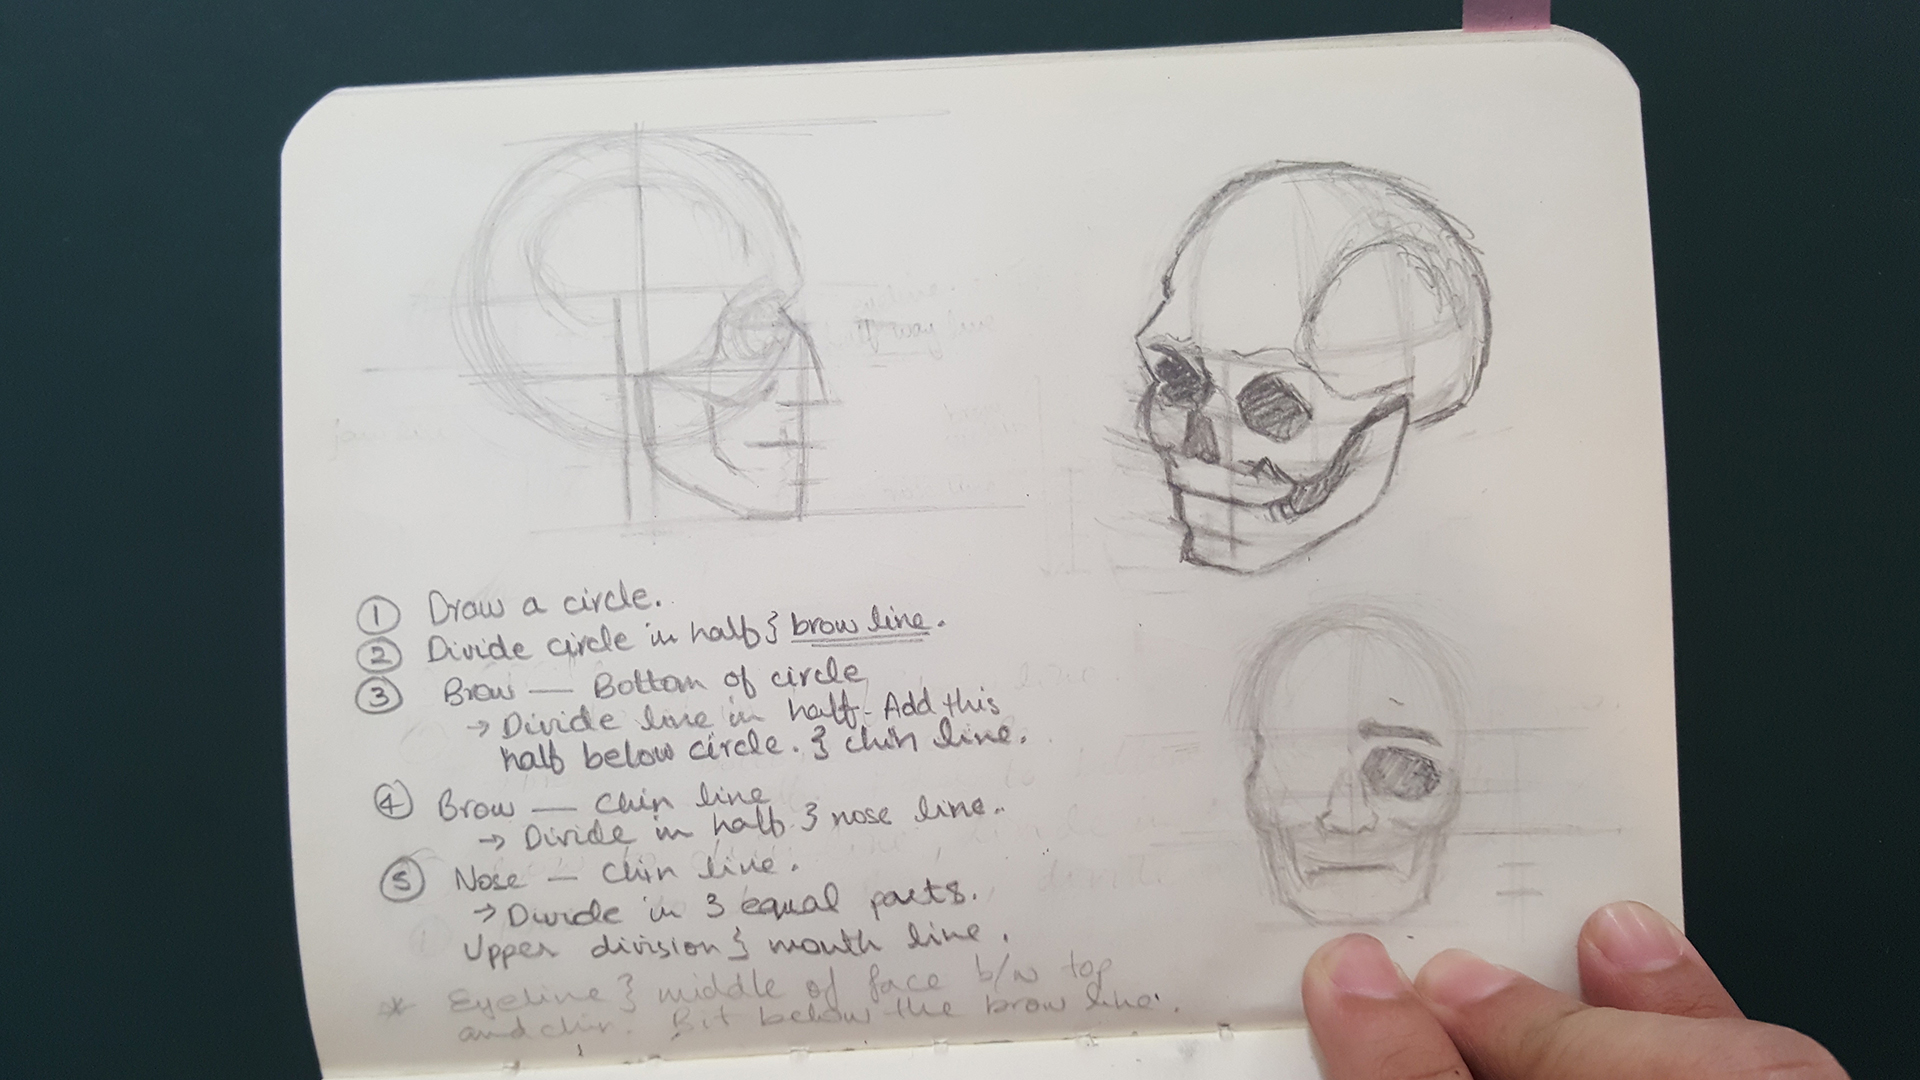 ① Draw a circle.
② Divide circle in half } brow line.
③ Brow — Bottom of circle
→ Divide line in half. Add this
half below circle. } chin line.
④ Brow — Chin line
→ Divide in half } nose line..
⑤ Nose — Chin line.
→ Divide in 3 equal parts.
Upper division } mouth line.
* Eyeline } middle of face b/w top
and chin. Bit below the brow line.